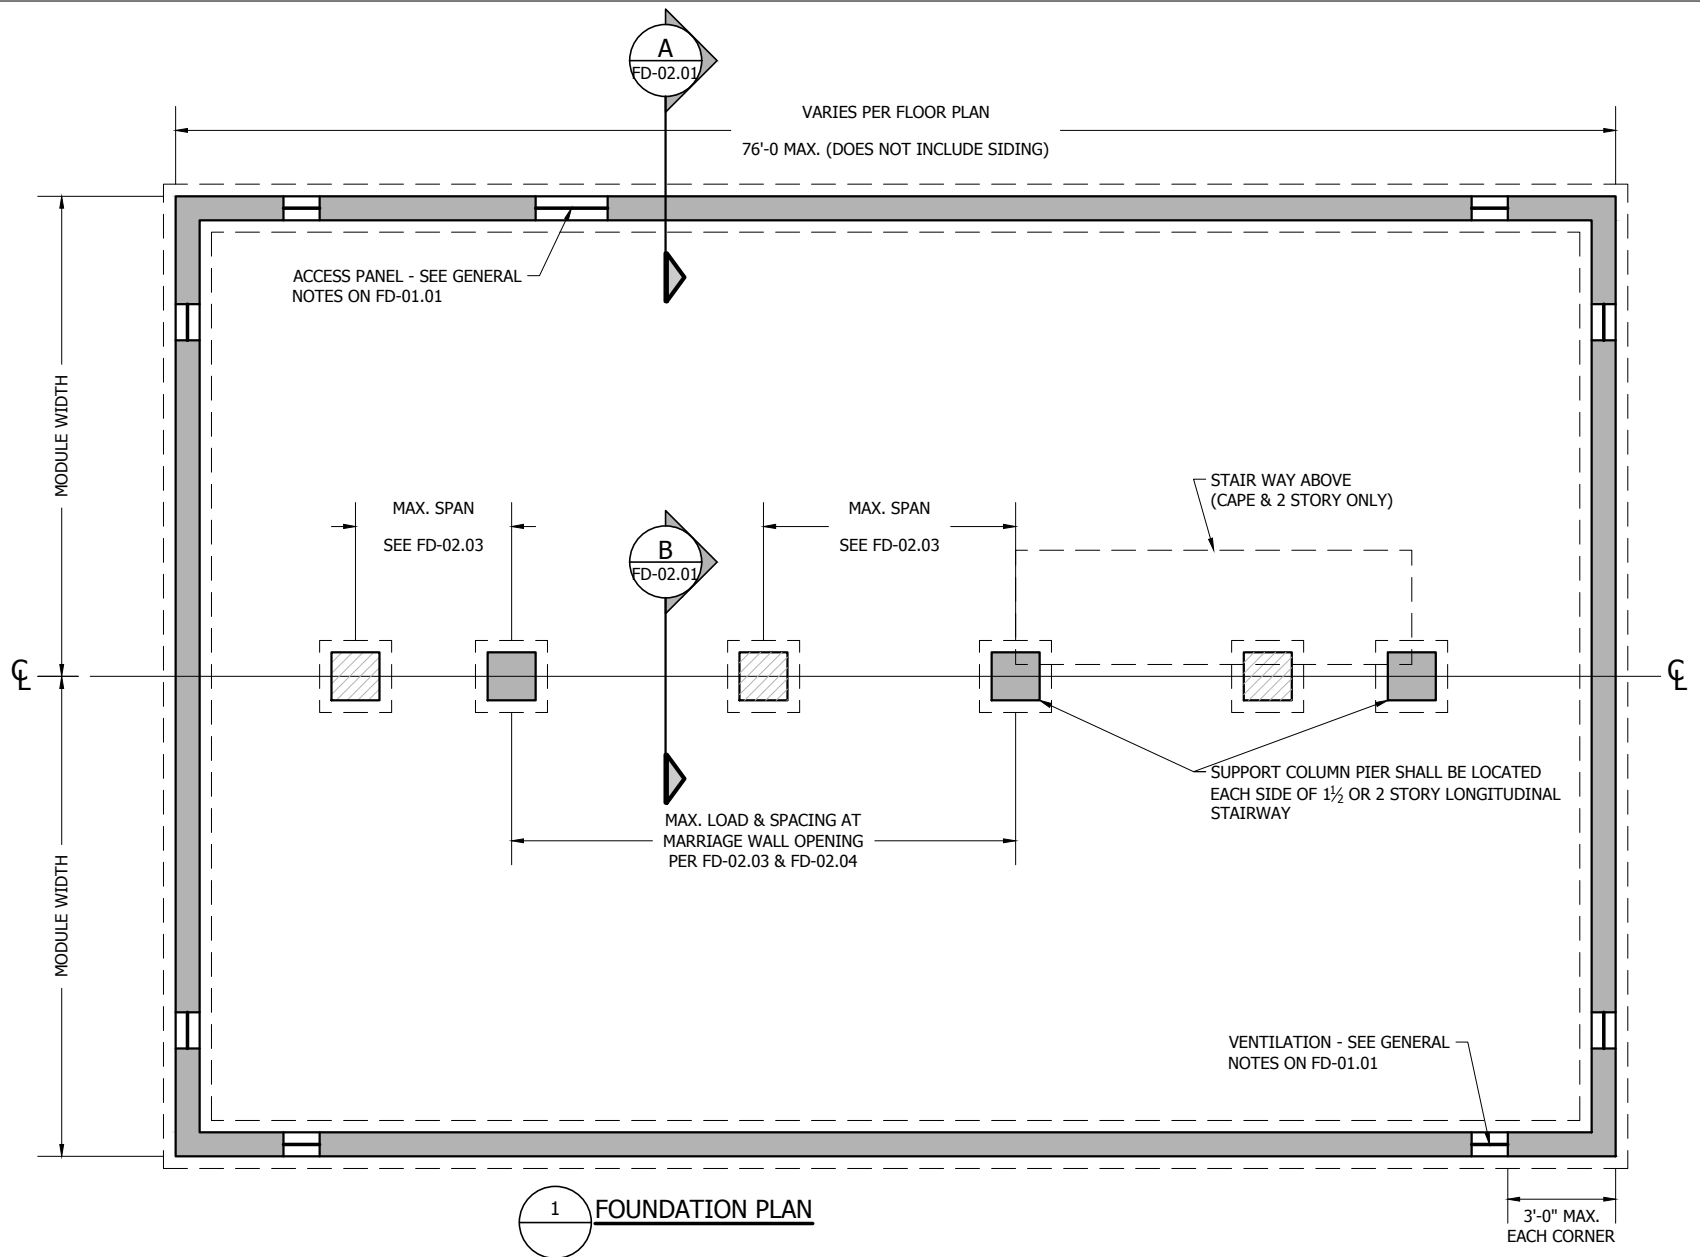 A
FD-02.01
VARIES PER FLOOR PLAN
76'-0 MAX. (DOES NOT INCLUDE SIDING)
ACCESS PANEL - SEE GENERAL
NOTES ON FD-01.01
MODULE WIDTH
STAIR WAY ABOVE
(CAPE & 2 STORY ONLY)
MAX. SPAN
SEE FD-02.03
MAX. SPAN
SEE FD-02.03
B
FD-02.01
℄
℄
SUPPORT COLUMN PIER SHALL BE LOCATED
EACH SIDE OF 1½ OR 2 STORY LONGITUDINAL
STAIRWAY
MAX. LOAD & SPACING AT
MARRIAGE WALL OPENING
PER FD-02.03 & FD-02.04
MODULE WIDTH
VENTILATION - SEE GENERAL
NOTES ON FD-01.01
1
FOUNDATION PLAN
3'-0" MAX.
EACH CORNER